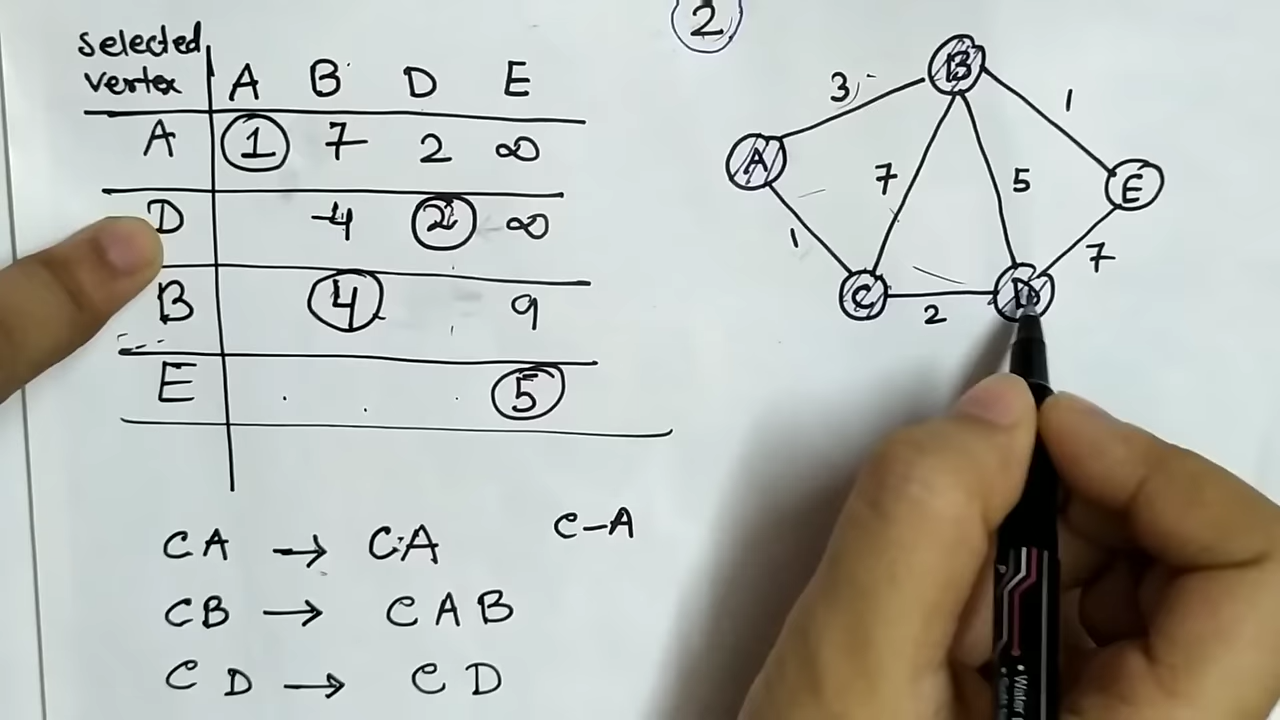 2
selected
vertex A B D E
A 1 7 2 ∞
D 4 2 ∞
B 4 9
E 5
CA → CA C-A
CB → CAB
CD → CD
B
3
1
A
7
5
E
1
7
C
D
2
Water